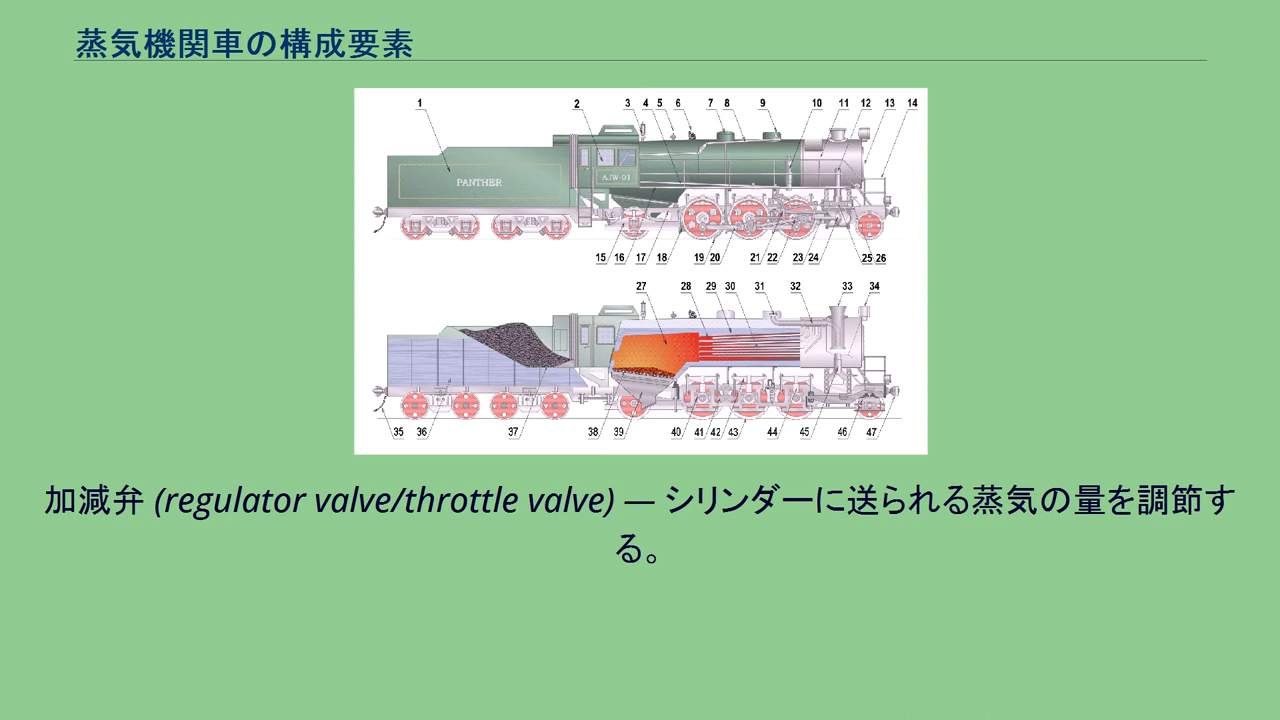 蒸気機関車の構成要素
1 2 3 4 5 6 7 8 9 10 11 12 13 14
PANTHER
AJW-01
15 16 17 18 19 20 21 22 23 24 25 26
27 28 29 30 31 32 33 34
35 36 37 38 39 40 41 42 43 44 45 46 47
加減弁 (regulator valve/throttle valve) — シリンダーに送られる蒸気の量を調節す
る。